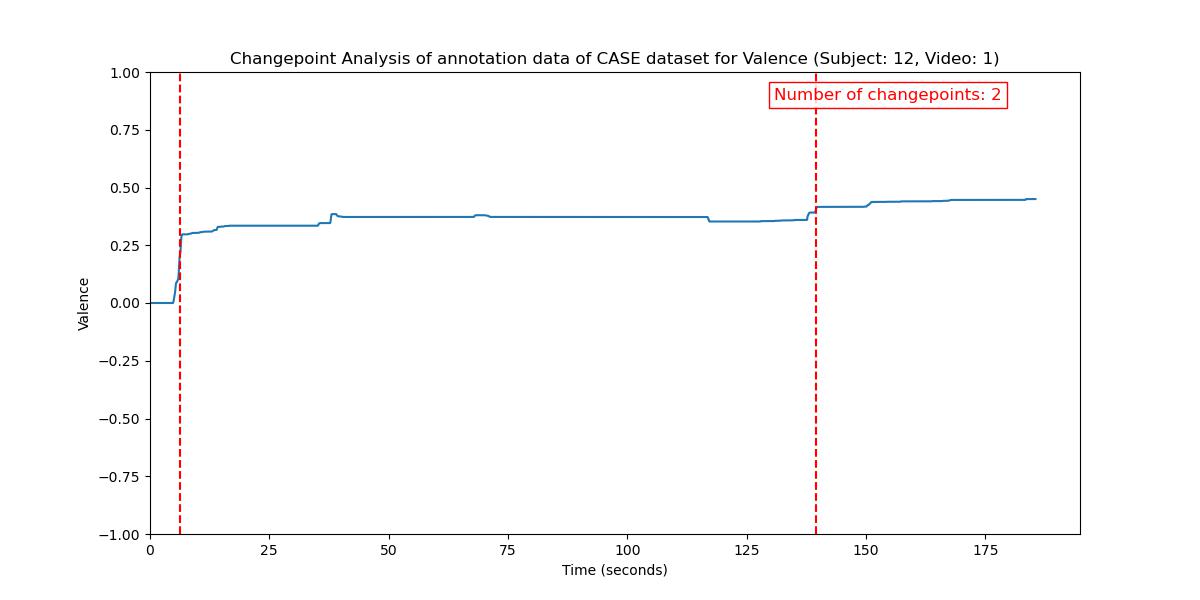 Changepoint Analysis of annotation data of CASE dataset for Valence (Subject: 12, Video: 1)
Number of changepoints: 2
Valence
1.00
0.75
0.50
0.25
0.00
−0.25
−0.50
−0.75
−1.00
0 25 50 75 100 125 150 175
Time (seconds)